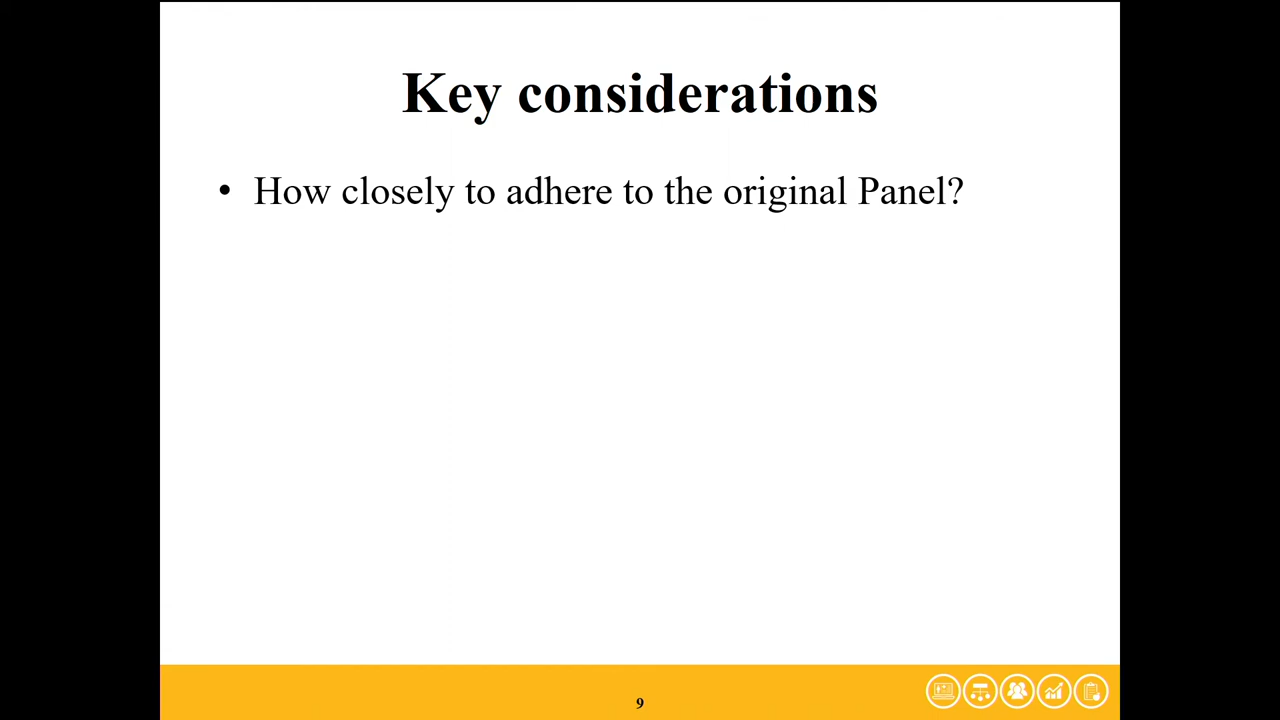 Key considerations
• How closely to adhere to the original Panel?
9